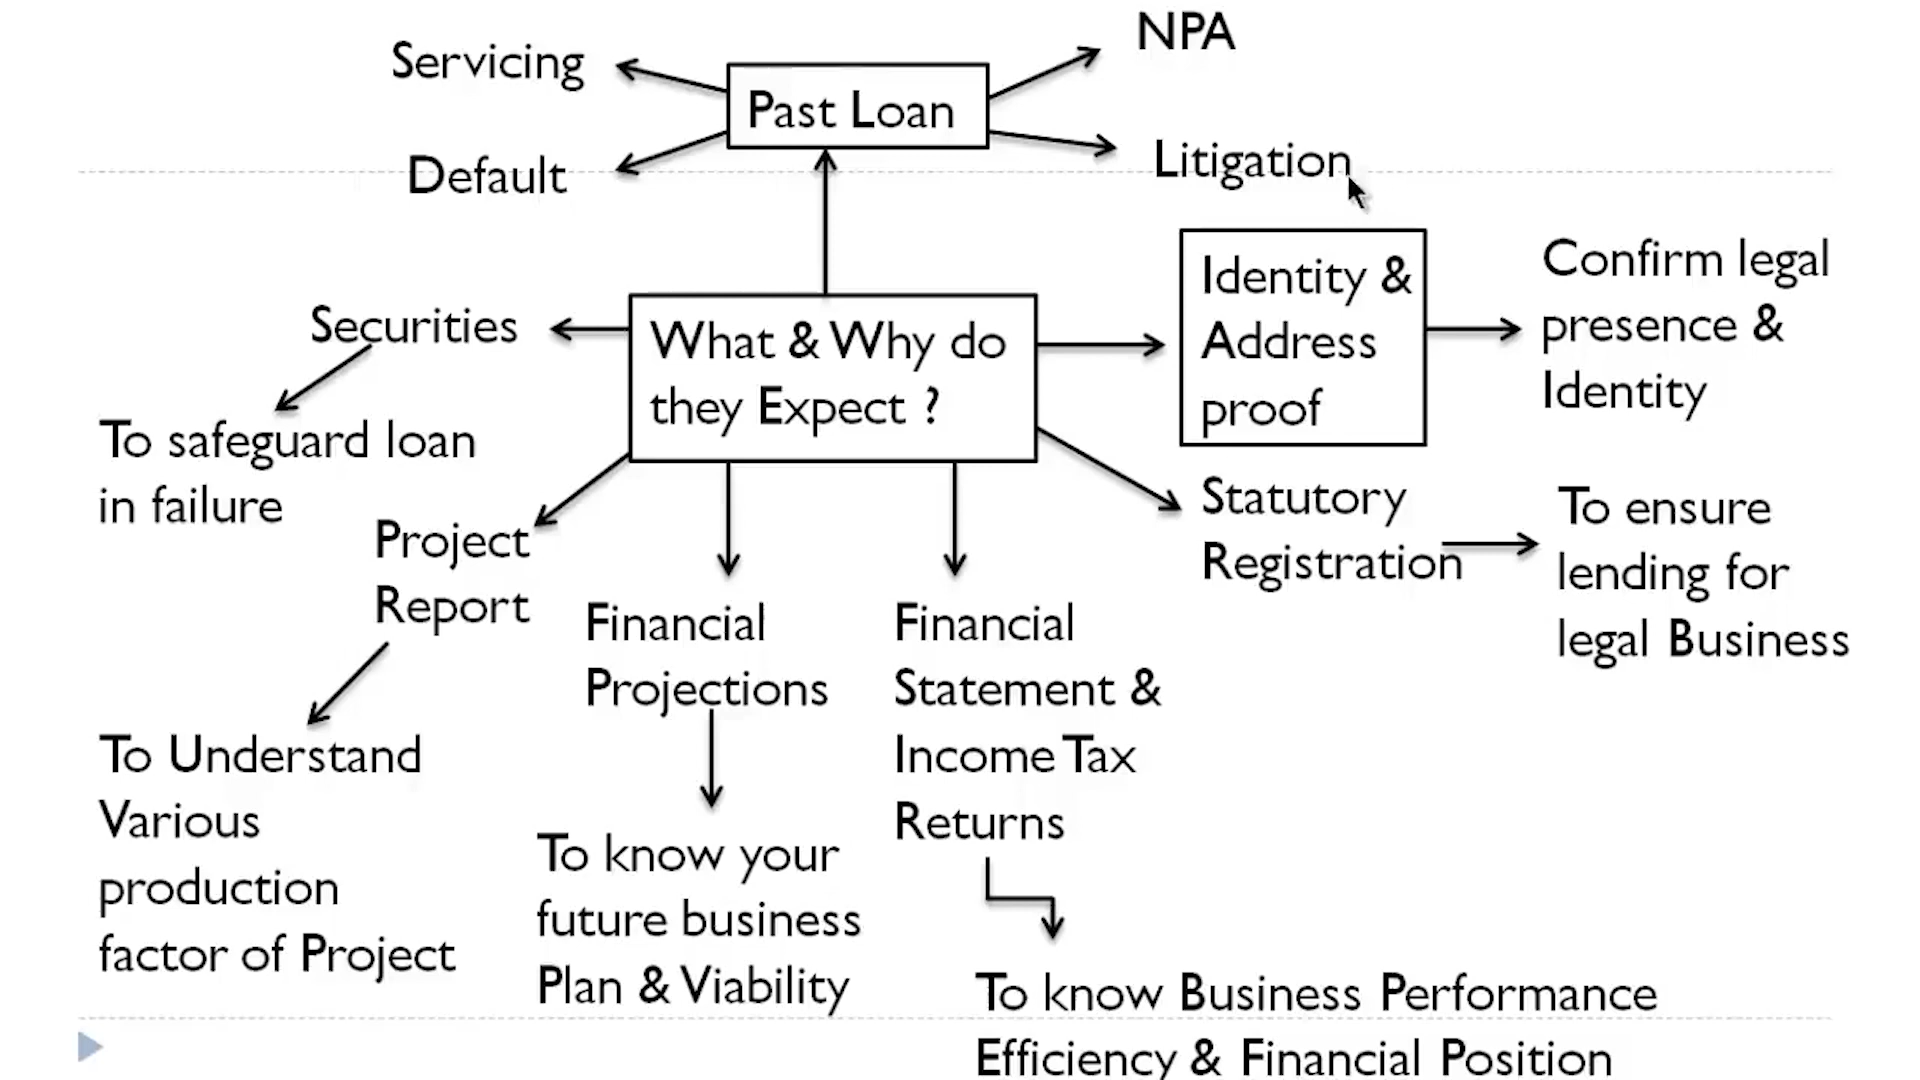 Servicing
Past Loan
NPA
Default
Litigation
Securities
What & Why do
they Expect ?
Identity &
Address
proof
Confirm legal
presence &
Identity
To safeguard loan
in failure
Project
Report
Statutory
Registration
To ensure
lending for
legal Business
Financial
Projections
Financial
Statement &
Income Tax
Returns
To Understand
Various
production
factor of Project
To know your
future business
Plan & Viability
To know Business Performance
Efficiency & Financial Position